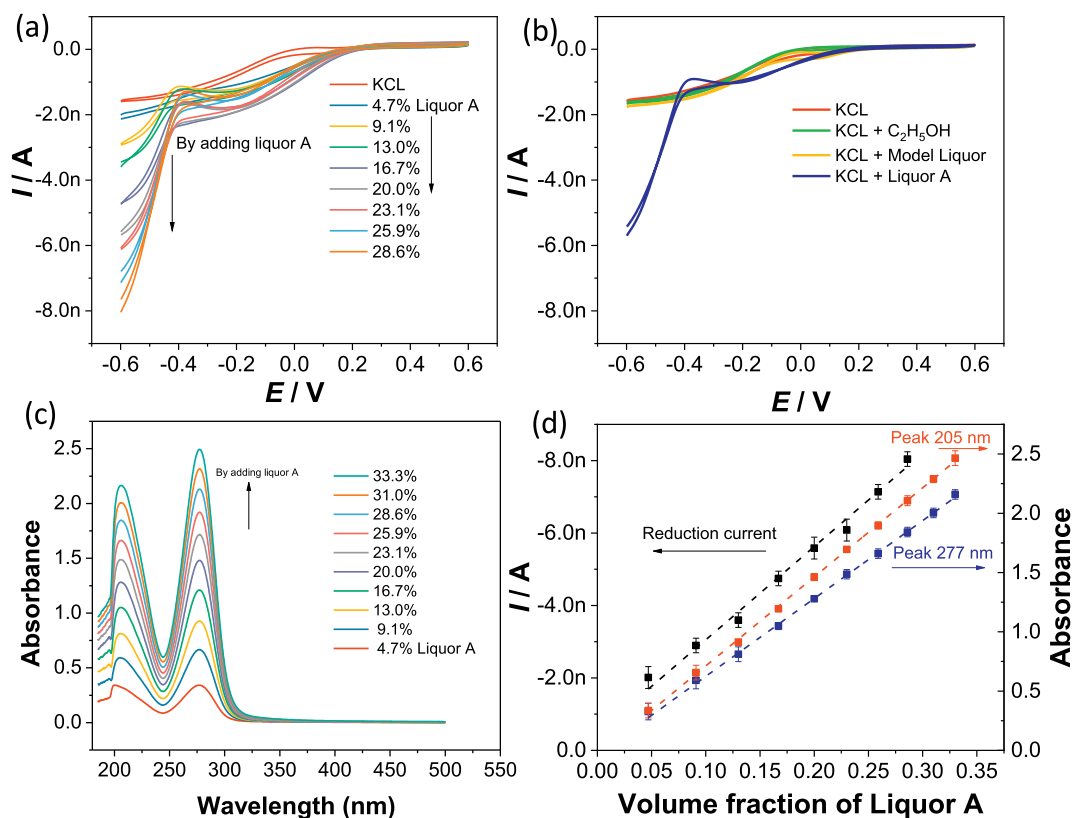 (a)
0.0
-2.0n
-4.0n
-6.0n
-8.0n
I / A
-0.6 -0.4 -0.2 0.0 0.2 0.4 0.6
E / V
By adding liquor A
KCL
4.7% Liquor A
9.1%
13.0%
16.7%
20.0%
23.1%
25.9%
28.6%
(b)
0.0
-2.0n
-4.0n
-6.0n
-8.0n
I / A
-0.6 -0.4 -0.2 0.0 0.2 0.4 0.6
E / V
KCL
KCL + C₂H₅OH
KCL + Model Liquor
KCL + Liquor A
(c)
2.5
2.0
1.5
1.0
0.5
0.0
Absorbance
200 250 300 350 400 450 500 550
Wavelength (nm)
By adding liquor A
33.3%
31.0%
28.6%
25.9%
23.1%
20.0%
16.7%
13.0%
9.1%
4.7% Liquor A
(d)
-8.0n
-6.0n
-4.0n
-2.0n
0.0
I / A
0.00 0.05 0.10 0.15 0.20 0.25 0.30 0.35
Volume fraction of Liquor A
Reduction current
Peak 205 nm
Peak 277 nm
2.5
2.0
1.5
1.0
0.5
0.0
Absorbance